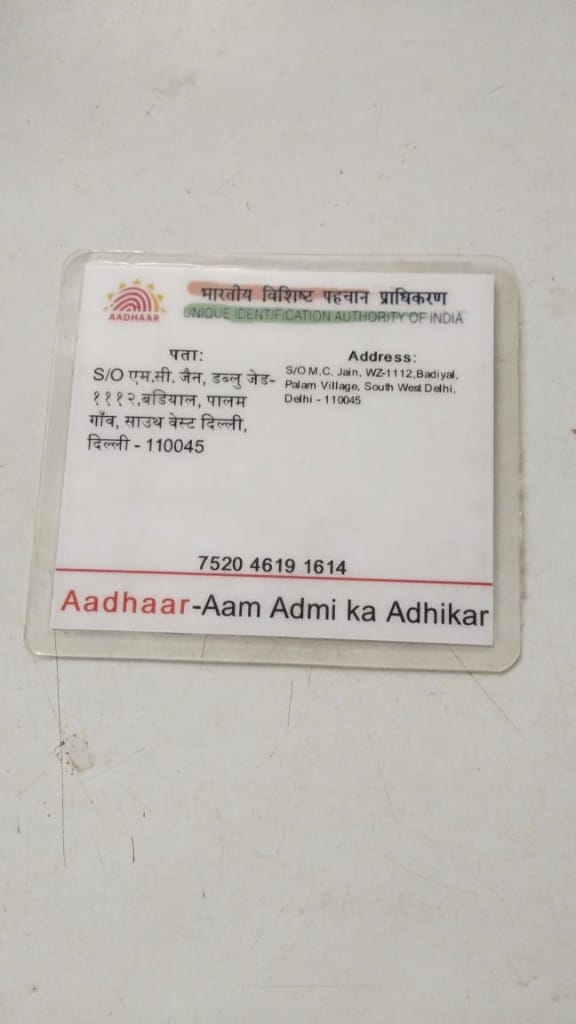 AADHAAR
भारतीय विशिष्ट पहचान प्राधिकरण
UNIQUE IDENTIFICATION AUTHORITY OF INDIA
पता:
S/O एम.सी. जैन, डब्लु जेड-
१११२,बडियाल, पालम
गाँव, साउथ वेस्ट दिल्ली,
दिल्ली - 110045
Address:
S/O M.C. Jain, WZ-1112,Badiyal,
Palam Village, South West Delhi,
Delhi - 110045
7520 4619 1614
Aadhaar-Aam Admi ka Adhikar